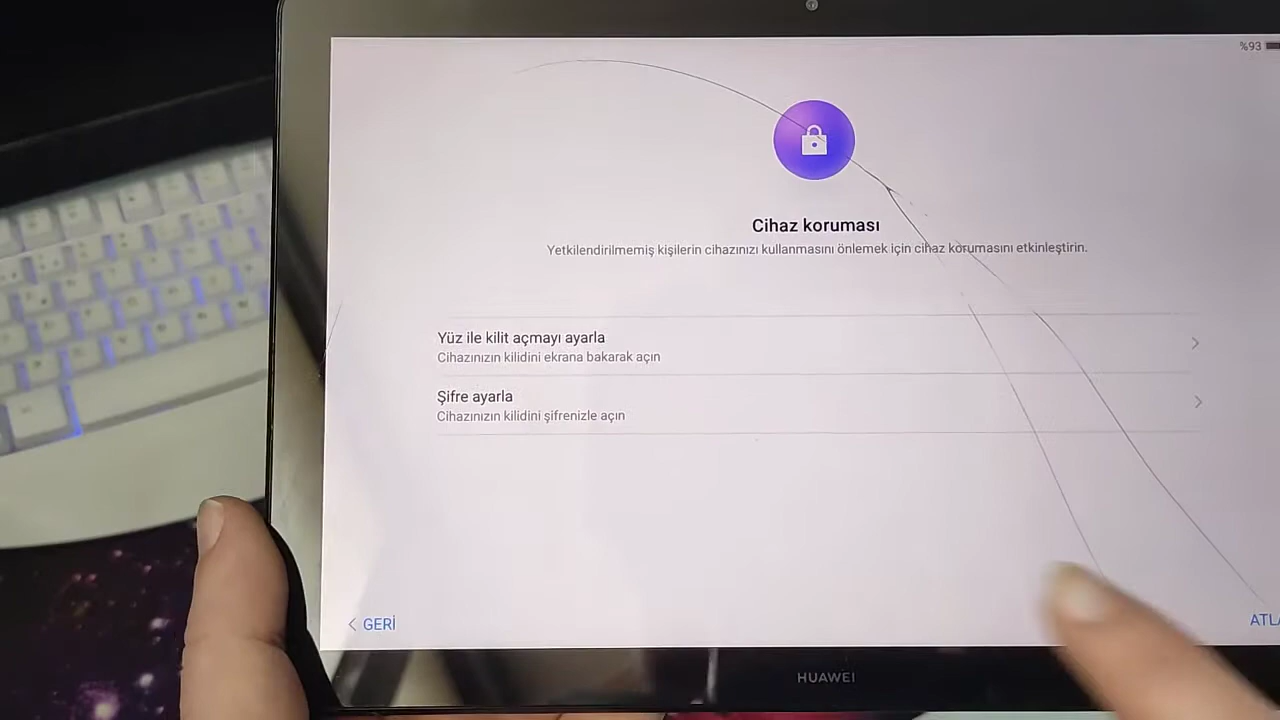 %93
Cihaz koruması
Yetkilendirilmemiş kişilerin cihazınızı kullanmasını önlemek için cihaz korumasını etkinleştirin.
Yüz ile kilit açmayı ayarla
Cihazınızın kilidini ekrana bakarak açın
Şifre ayarla
Cihazınızın kilidini şifrenizle açın
GERİ
ATLA
HUAWEI